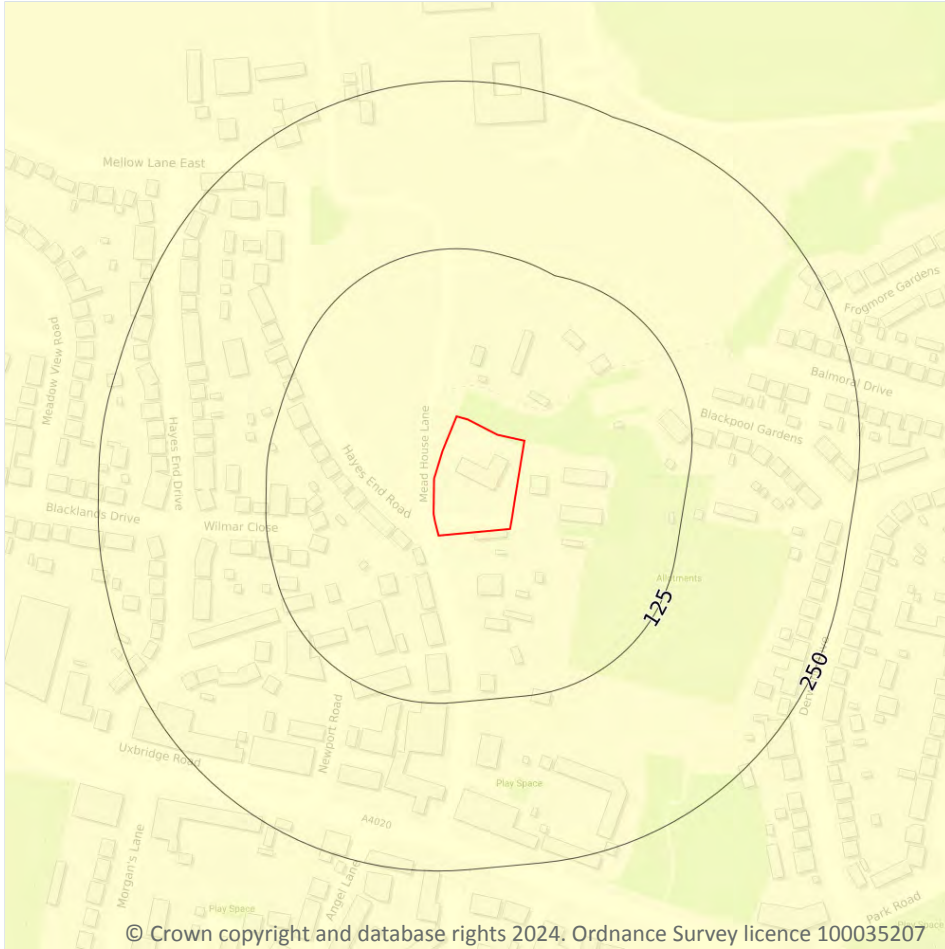 Mellow Lane East
Frogmore Gardens
Meadow View Road
Balmoral Drive
Mead House Lane
Blackpool Gardens
Hayes End Drive
Hayes End Road
Blacklands Drive
Wilmar Close
Allotments
125
250
Newport Road
Uxbridge Road
Play Space
A4020
Morgan's Lane
Angel Lane
Play Space
Park Road
Play Space
© Crown copyright and database rights 2024. Ordnance Survey licence 100035207